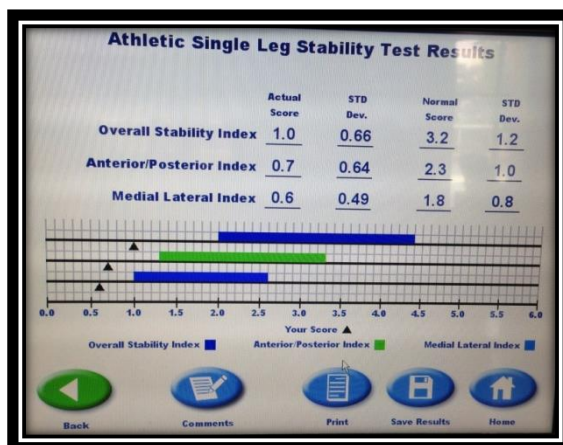 Athletic Single Leg Stability Test Results
Actual Score STD Dev. Normal Score STD Dev.
Overall Stability Index 1.0 0.66 3.2 1.2
Anterior/Posterior Index 0.7 0.64 2.3 1.0
Medial Lateral Index 0.6 0.49 1.8 0.8
0.0 0.5 1.0 1.5 2.0 2.5 3.0 3.5 4.0 4.5 5.0 5.5 6.0
Your Score
Overall Stability Index Anterior/Posterior Index Medial Lateral Index
Back Comments Print Save Results Home